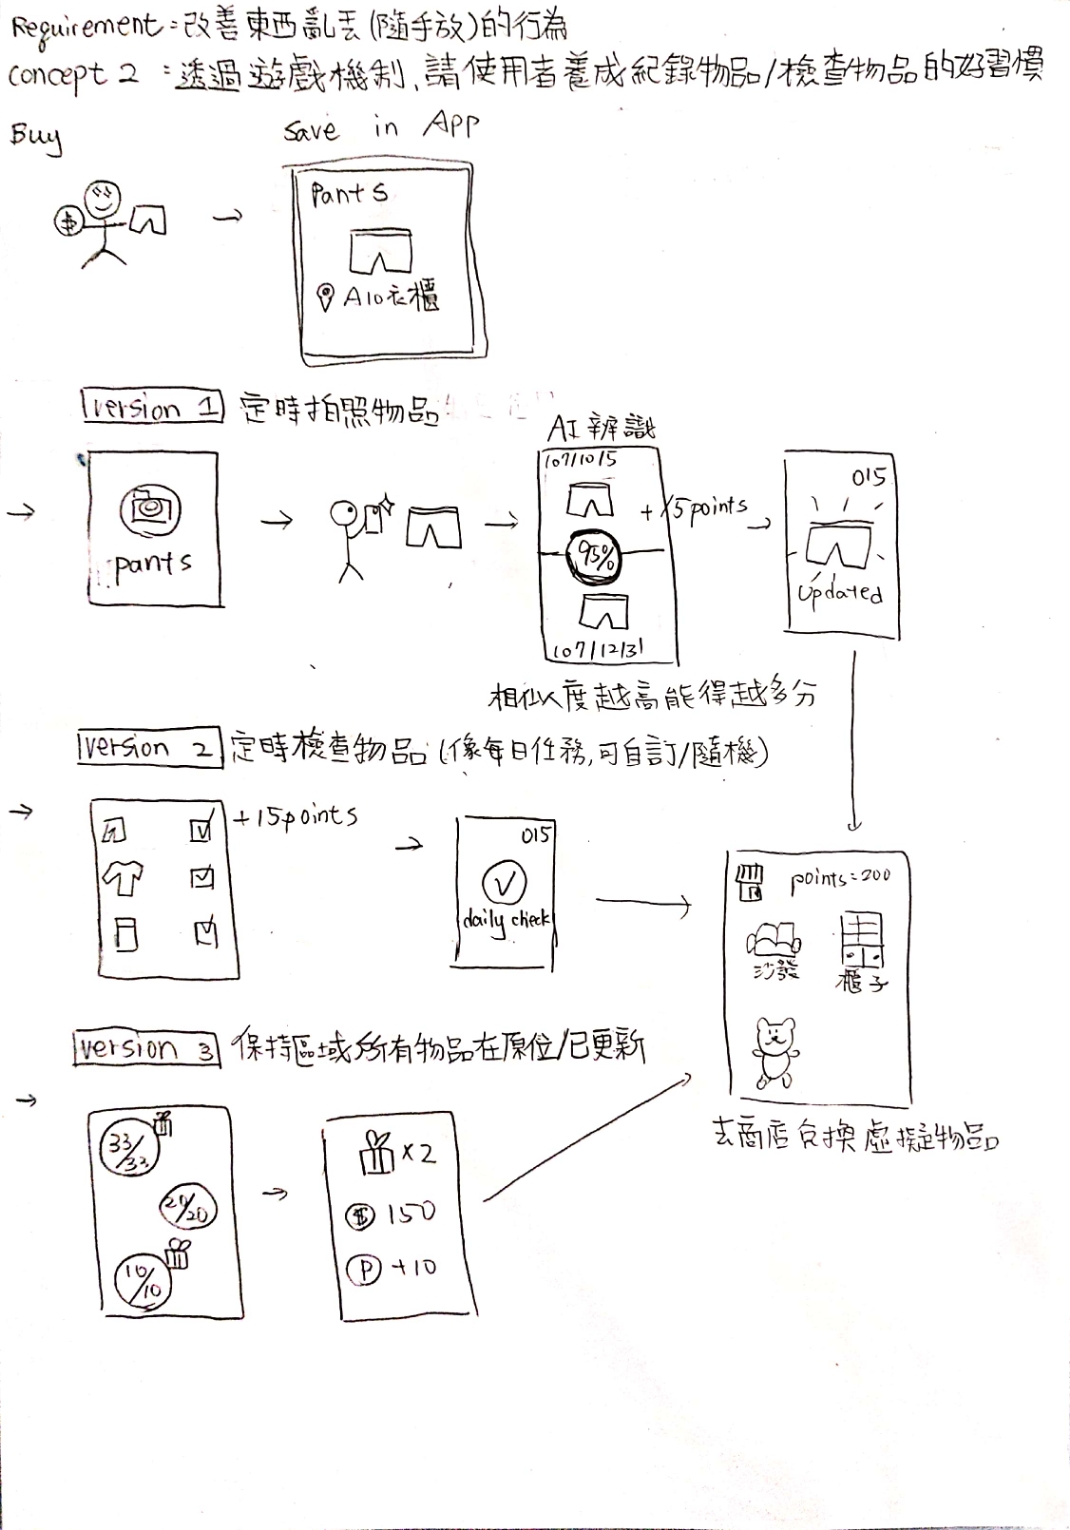 Requirement：改善東西亂丟(隨手放)的行為
concept 2：透過遊戲機制，請使用者養成紀錄物品/檢查物品的好習慣
Buy
save in APP
$
Pants
A10衣櫃
version 1 定時拍照物品
AI 辨識
107/10/5
pants
95%
+15points
107/12/31
015
updated
相似度越高能得越多分
version 2 定時檢查物品(像每日任務,可自訂/隨機)
+15points
015
daily check
points=200
沙發
櫃子
version 3 保持區域所有物品在原位/已更新
去商店兌換虛擬物品
33/33
/20
10/10
x2
$ 150
P +10